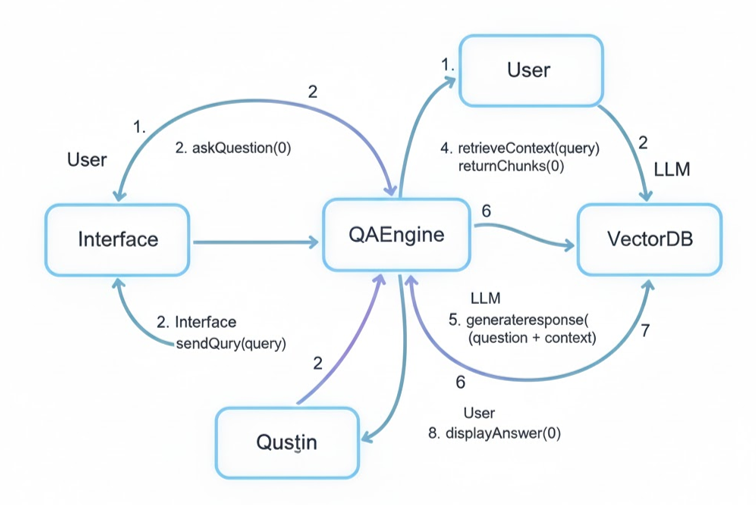 1.
User
2
1.
2. askQuestion(0)
4. retrieveContext(query)
returnChunks(0)
2
User
LLM
6
Interface
QAEngine
VectorDB
LLM
2. Interface
5. generateresponse(
sendQury(query)
(question + context)
7
2
6
User
8. displayAnswer(0)
Qustin